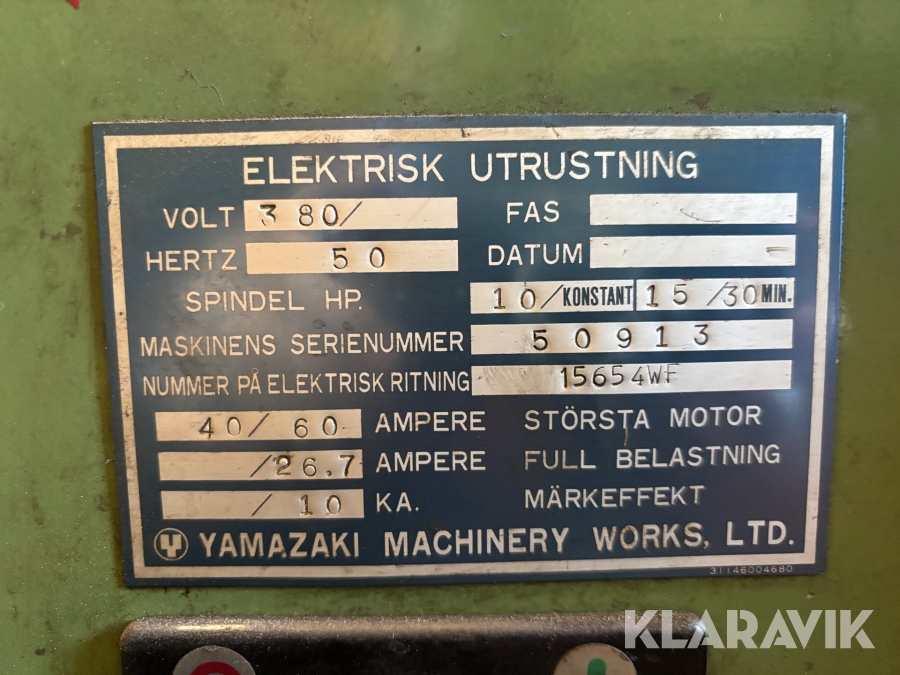 ELEKTRISK UTRUSTNING
VOLT 380/ FAS
HERTZ 50 DATUM
SPINDEL HP. 10/KONSTANT 15/30 MIN.
MASKINENS SERIENUMMER 50913
NUMMER PÅ ELEKTRISK RITNING 15654WF
40/60 AMPERE STÖRSTA MOTOR
/26.7 AMPERE FULL BELASTNING
/10 KA. MÄRKEFFEKT
YAMAZAKI MACHINERY WORKS, LTD.
31146004680
KLARAVIK